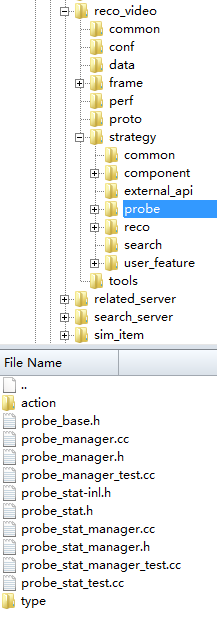 reco_video
common
conf
data
frame
perf
proto
strategy
common
component
external_api
probe
reco
search
user_feature
tools
related_server
search_server
sim_item
File Name
..
action
probe_base.h
probe_manager.cc
probe_manager.h
probe_manager_test.cc
probe_stat-inl.h
probe_stat.h
probe_stat_manager.cc
probe_stat_manager.h
probe_stat_manager_test.cc
probe_stat_test.cc
type